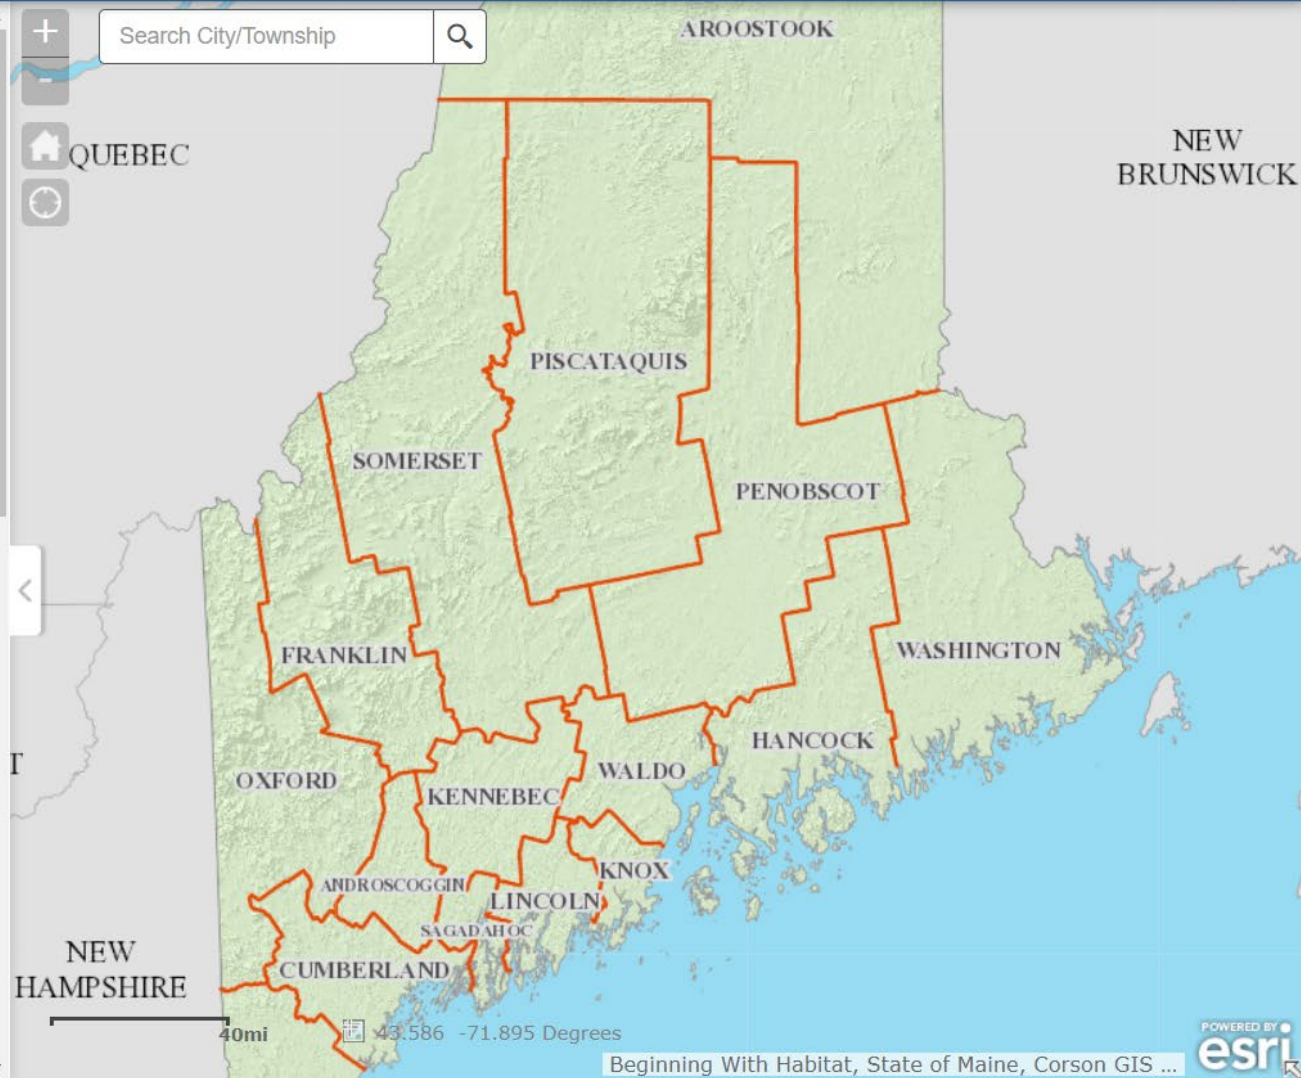 +
Search City/Township
-
AROOSTOOK
QUEBEC
NEW
BRUNSWICK
PISCATAQUIS
SOMERSET
PENOBSCOT
<
FRANKLIN
WASHINGTON
HANCOCK
T
WALDO
OXFORD
KENNEBEC
KNOX
ANDROSCOGGIN
LINCOLN
SAGADAHOC
NEW
HAMPSHIRE
CUMBERLAND
40mi
43.586 -71.895 Degrees
POWERED BY
esri
Beginning With Habitat, State of Maine, Corson GIS ...